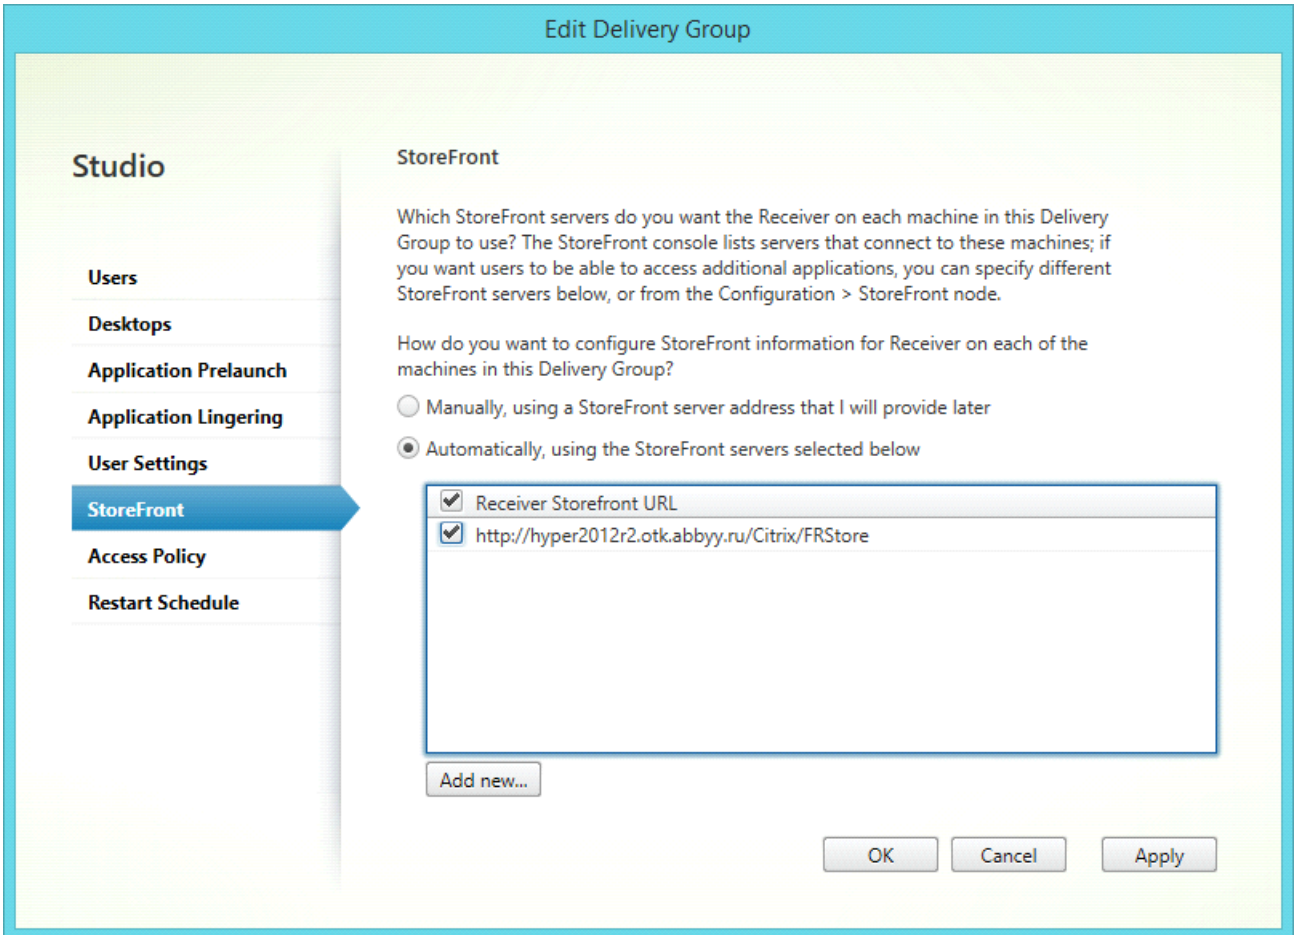 Edit Delivery Group
Studio
Users
Desktops
Application Prelaunch
Application Lingering
User Settings
StoreFront
Access Policy
Restart Schedule
StoreFront
Which StoreFront servers do you want the Receiver on each machine in this Delivery
Group to use? The StoreFront console lists servers that connect to these machines; if
you want users to be able to access additional applications, you can specify different
StoreFront servers below, or from the Configuration > StoreFront node.
How do you want to configure StoreFront information for Receiver on each of the
machines in this Delivery Group?
Manually, using a StoreFront server address that I will provide later
Automatically, using the StoreFront servers selected below
Receiver Storefront URL
http://hyper2012r2.otk.abbyy.ru/Citrix/FRStore
Add new...
OK
Cancel
Apply